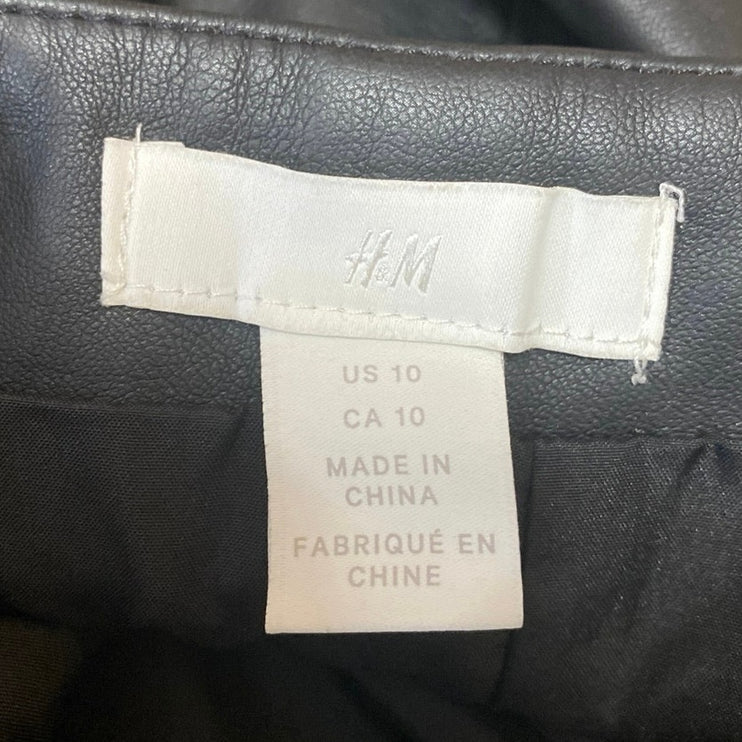 H&M
US 10
CA 10
MADE IN
CHINA
FABRIQUÉ EN
CHINE